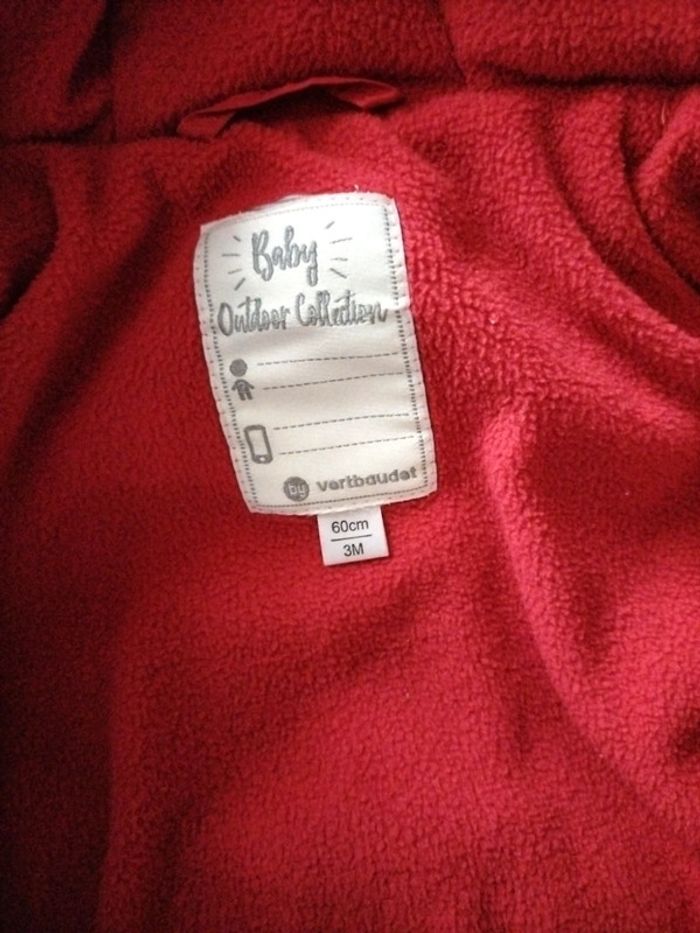 Baby
Outdoor Collection
by vertbaudet
60cm
3M